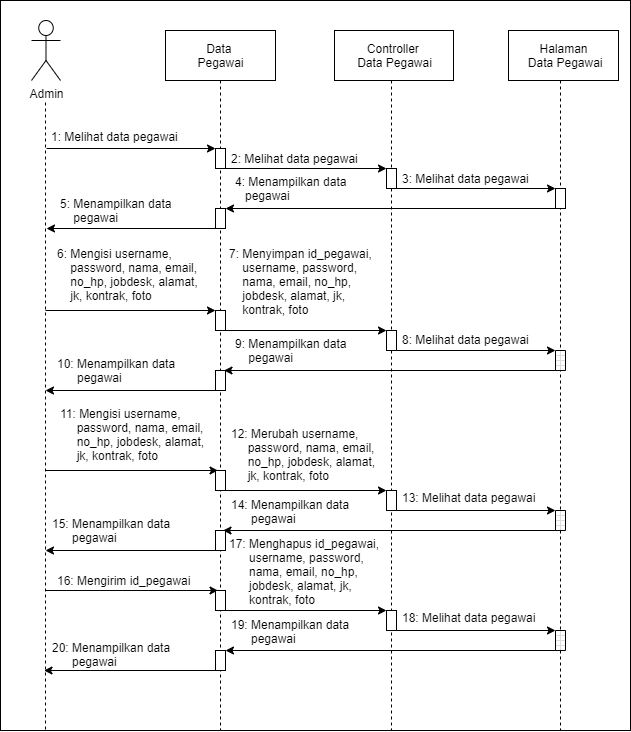 Data
Pegawai
Controller
Data Pegawai
Halaman
Data Pegawai
Admin
1: Melihat data pegawai
2: Melihat data pegawai
3: Melihat data pegawai
4: Menampilkan data
pegawai
5: Menampilkan data
pegawai
6: Mengisi username,
password, nama, email,
no_hp, jobdesk, alamat,
jk, kontrak, foto
7: Menyimpan id_pegawai,
username, password,
nama, email, no_hp,
jobdesk, alamat, jk,
kontrak, foto
8: Melihat data pegawai
9: Menampilkan data
pegawai
10: Menampilkan data
pegawai
11: Mengisi username,
password, nama, email,
no_hp, jobdesk, alamat,
jk, kontrak, foto
12: Merubah username,
password, nama, email,
no_hp, jobdesk, alamat,
jk, kontrak, foto
13: Melihat data pegawai
14: Menampilkan data
pegawai
15: Menampilkan data
pegawai
16: Mengirim id_pegawai
17: Menghapus id_pegawai,
username, password,
nama, email, no_hp,
jobdesk, alamat, jk,
kontrak, foto
18: Melihat data pegawai
19: Menampilkan data
pegawai
20: Menampilkan data
pegawai